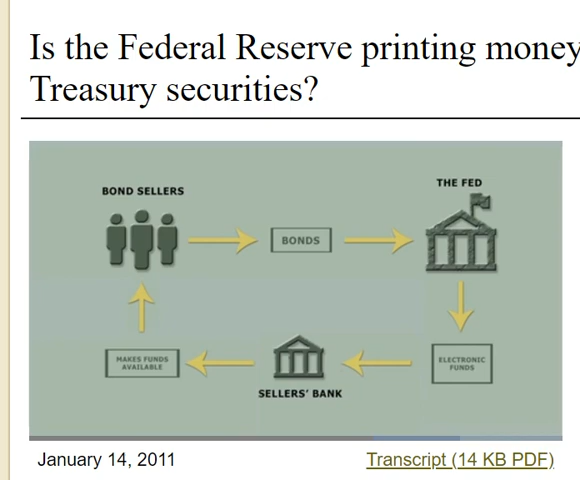 Is the Federal Reserve printing money
Treasury securities?
BOND SELLERS
THE FED
BONDS
MAKES FUNDS
AVAILABLE
SELLERS' BANK
ELECTRONIC
FUNDS
January 14, 2011
Transcript (14 KB PDF)